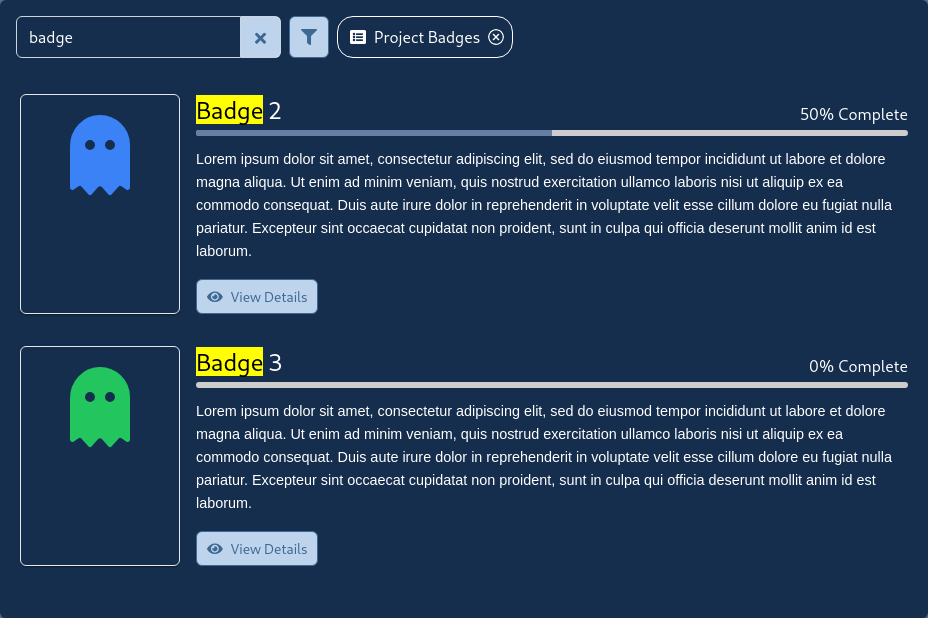 badge
Project Badges
Badge 2
50% Complete
Lorem ipsum dolor sit amet, consectetur adipiscing elit, sed do eiusmod tempor incididunt ut labore et dolore
magna aliqua. Ut enim ad minim veniam, quis nostrud exercitation ullamco laboris nisi ut aliquip ex ea
commodo consequat. Duis aute irure dolor in reprehenderit in voluptate velit esse cillum dolore eu fugiat nulla
pariatur. Excepteur sint occaecat cupidatat non proident, sunt in culpa qui officia deserunt mollit anim id est
laborum.
View Details
Badge 3
0% Complete
Lorem ipsum dolor sit amet, consectetur adipiscing elit, sed do eiusmod tempor incididunt ut labore et dolore
magna aliqua. Ut enim ad minim veniam, quis nostrud exercitation ullamco laboris nisi ut aliquip ex ea
commodo consequat. Duis aute irure dolor in reprehenderit in voluptate velit esse cillum dolore eu fugiat nulla
pariatur. Excepteur sint occaecat cupidatat non proident, sunt in culpa qui officia deserunt mollit anim id est
laborum.
View Details